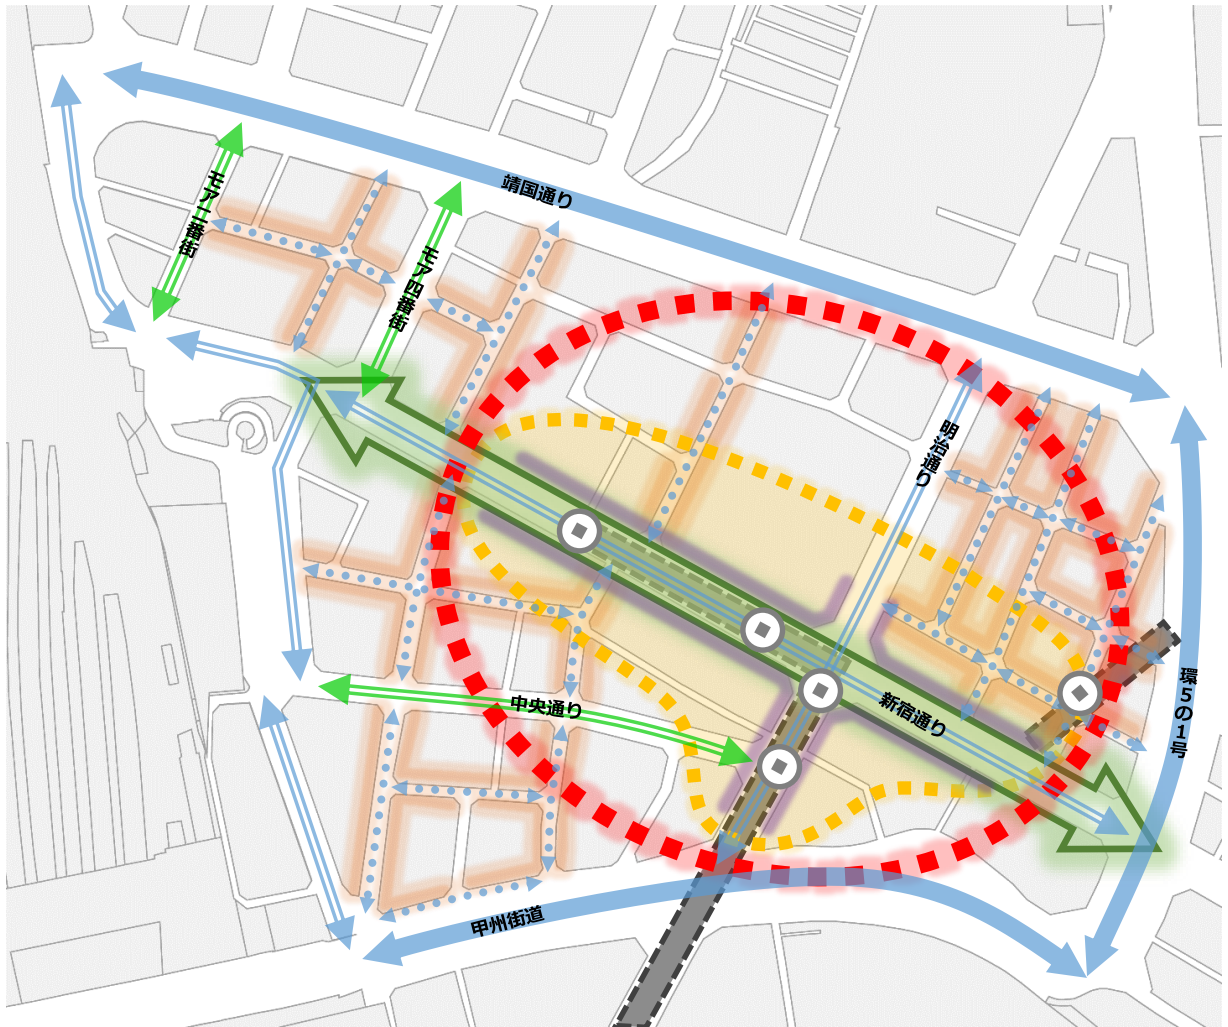 靖国通り
モア二番街
モア四番街
明治通り
環5の1号
新宿通り
中央通り
甲州街道